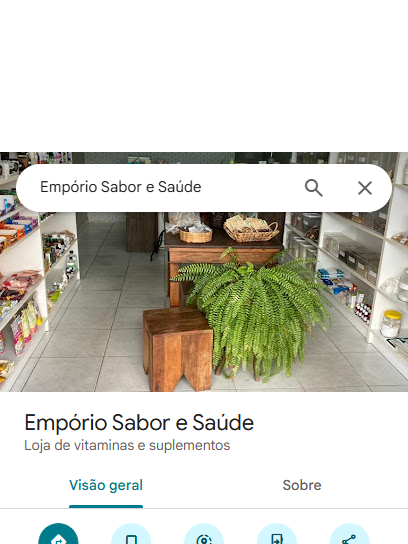 Empório Sabor e Saúde
Empório Sabor e Saúde
Loja de vitaminas e suplementos
Visão geral
Sobre